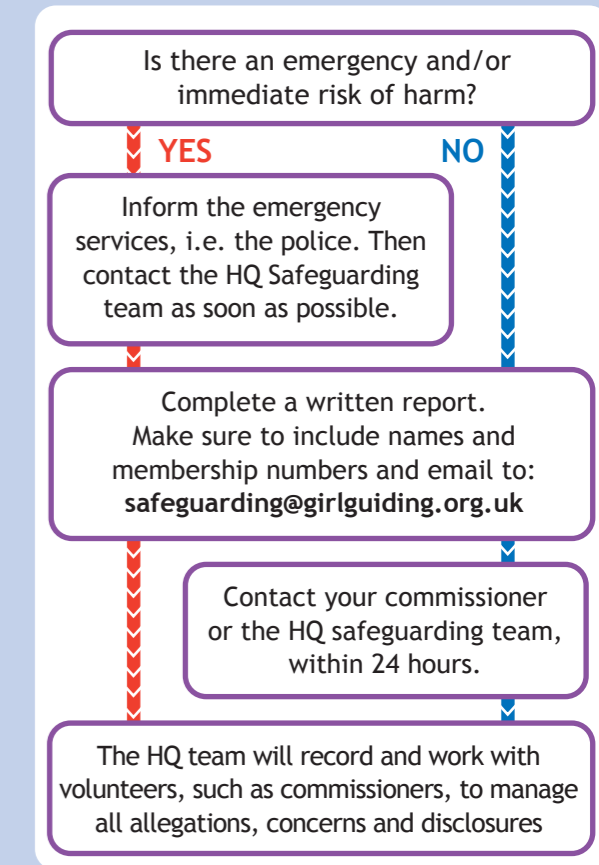 Is there an emergency and/or
immediate risk of harm?
YES
NO
Inform the emergency
services, i.e. the police. Then
contact the HQ Safeguarding
team as soon as possible.
Complete a written report.
Make sure to include names and
membership numbers and email to:
safeguarding@girlguiding.org.uk
Contact your commissioner
or the HQ safeguarding team,
within 24 hours.
The HQ team will record and work with
volunteers, such as commissioners, to manage
all allegations, concerns and disclosures